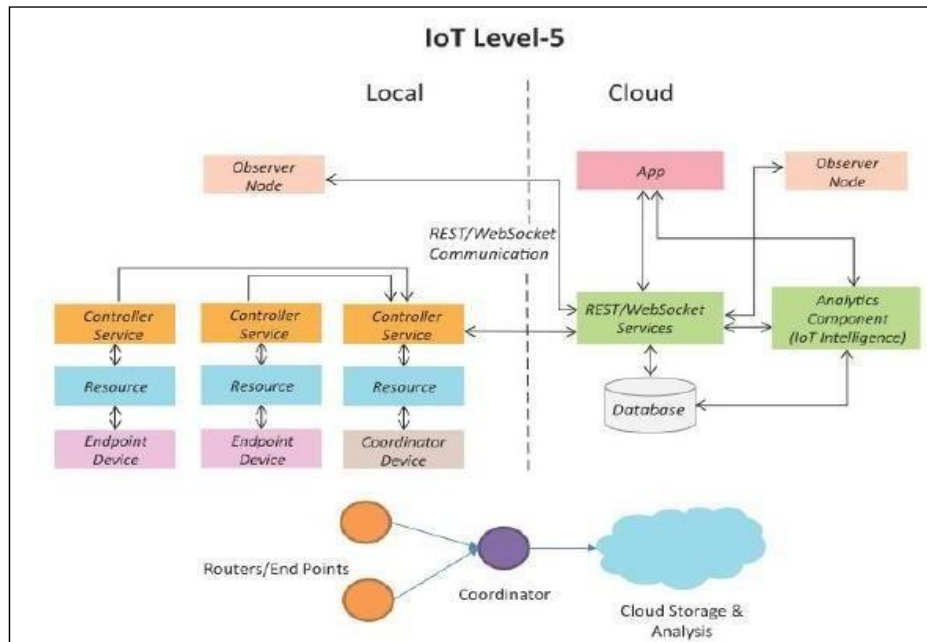 IoT Level-5
Local
Cloud
Observer
Node
App
Observer
Node
REST/WebSocket
Communication
Controller
Service
Controller
Service
Controller
Service
REST/WebSocket
Services
Analytics
Component
(IoT Intelligence)
Resource
Resource
Resource
Database
Endpoint
Device
Endpoint
Device
Coordinator
Device
Routers/End Points
Coordinator
Cloud Storage &
Analysis